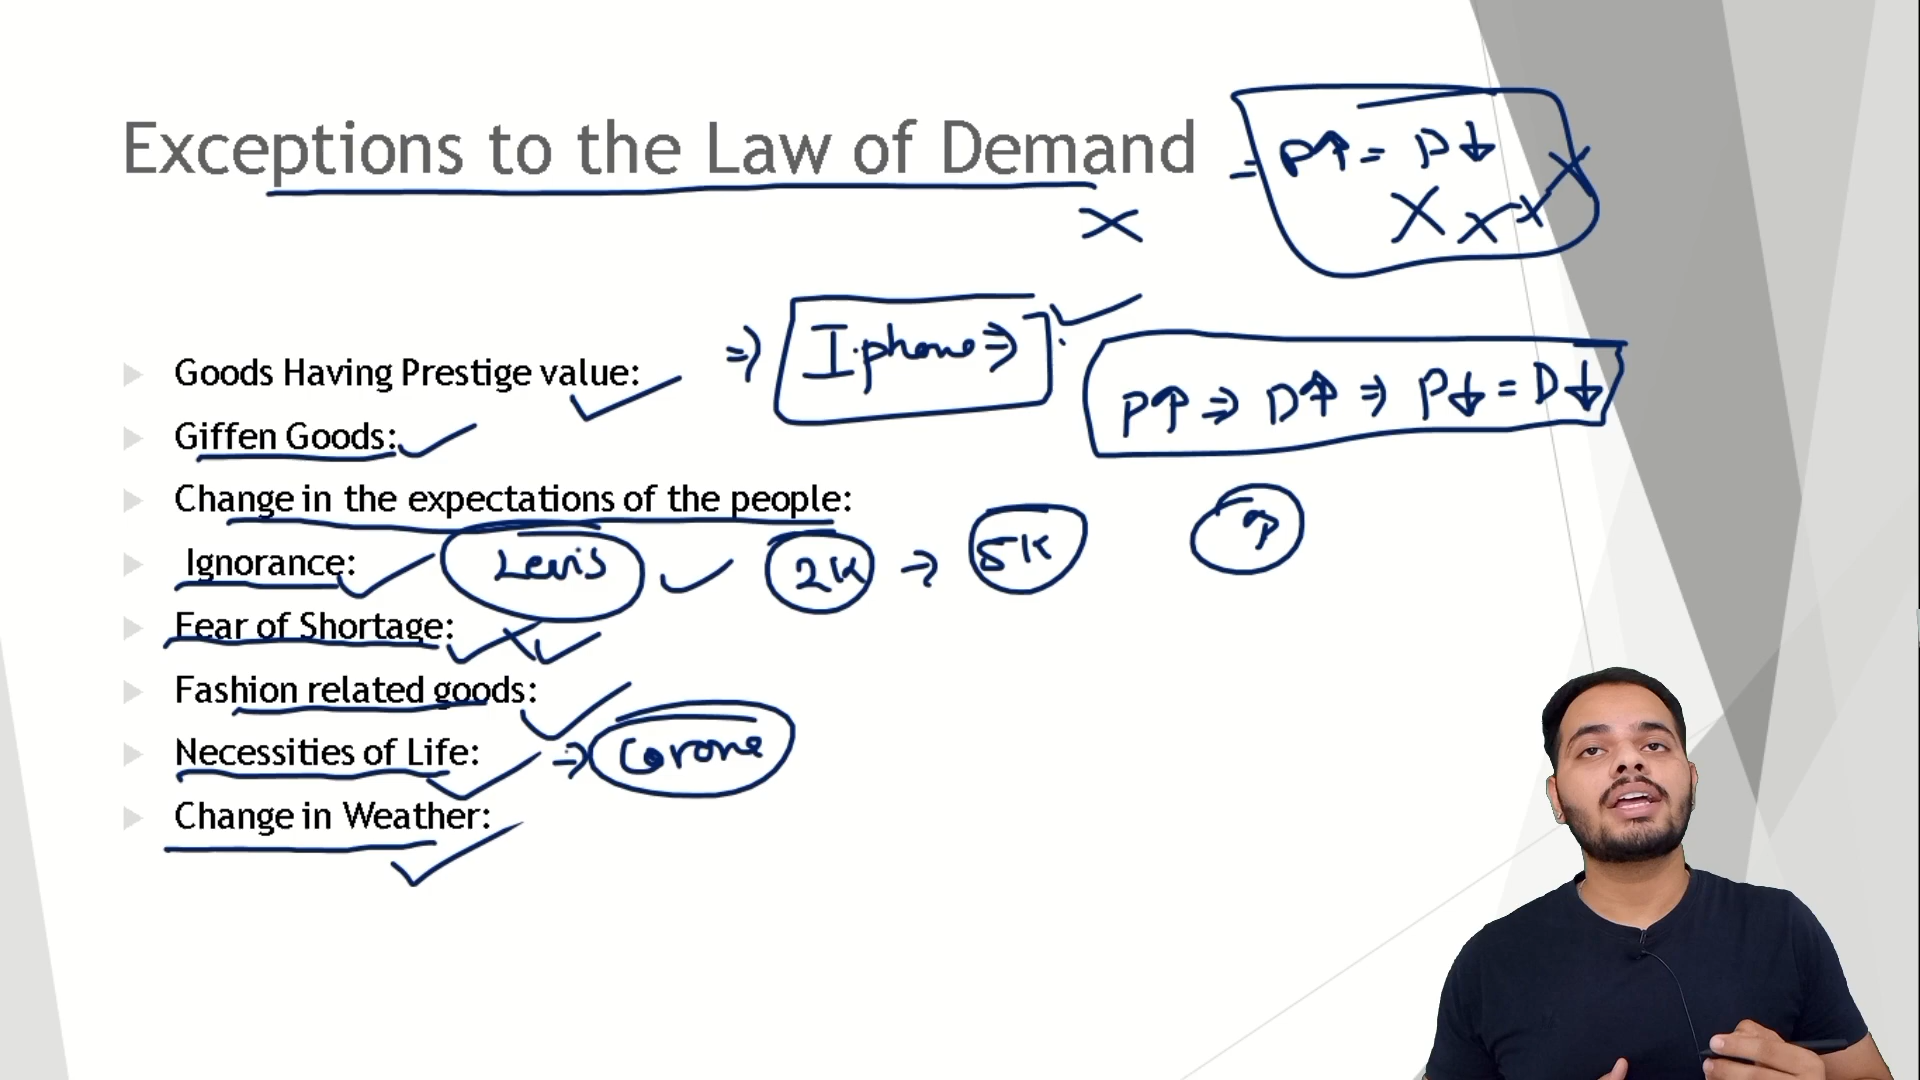 Exceptions to the Law of Demand
= P↑ = D↓
X X X X
X
⇒ I.phone ⇒
Goods Having Prestige value:
P↑ ⇒ D↑ ⇒ P↓ = D↓
Giffen Goods:
Change in the expectations of the people:
Ignorance: Levis 2K → 5K
Fear of Shortage:
Fashion related goods:
Necessities of Life: ⇒ Corona
Change in Weather: